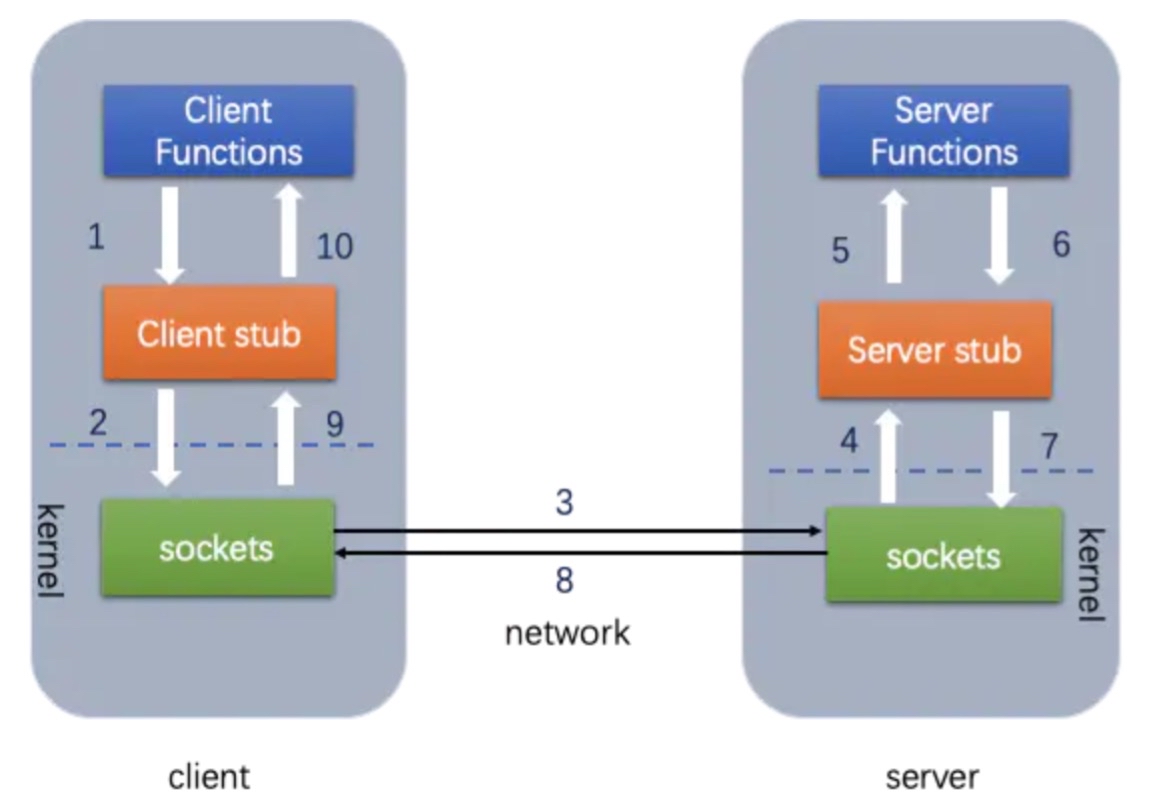 Client
Functions
Server
Functions
1
10
5
6
Client stub
Server stub
2
9
4
7
kernel
sockets
3
8
network
sockets
kernel
client
server